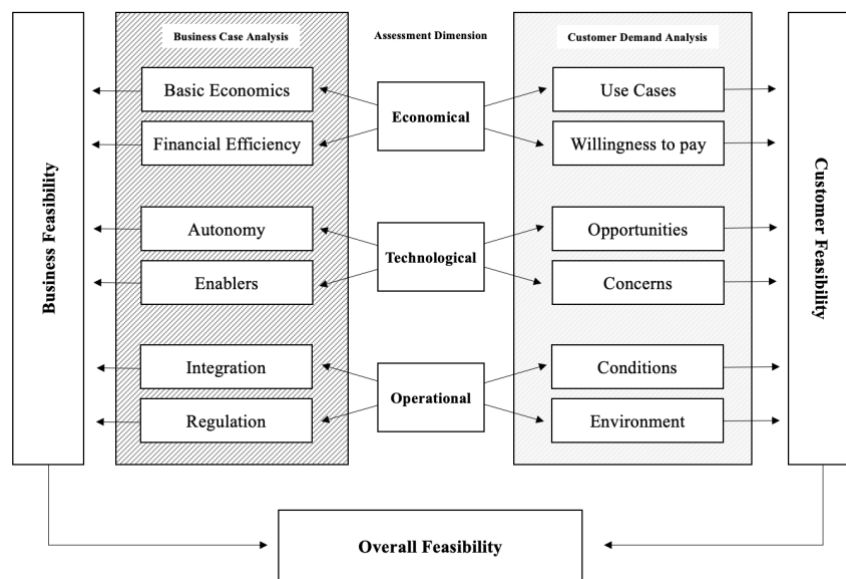 Business Case Analysis
Assessment Dimension
Customer Demand Analysis
Business Feasibility
Basic Economics
Financial Efficiency
Autonomy
Enablers
Integration
Regulation
Economical
Technological
Operational
Use Cases
Willingness to pay
Opportunities
Concerns
Conditions
Environment
Customer Feasibility
Overall Feasibility